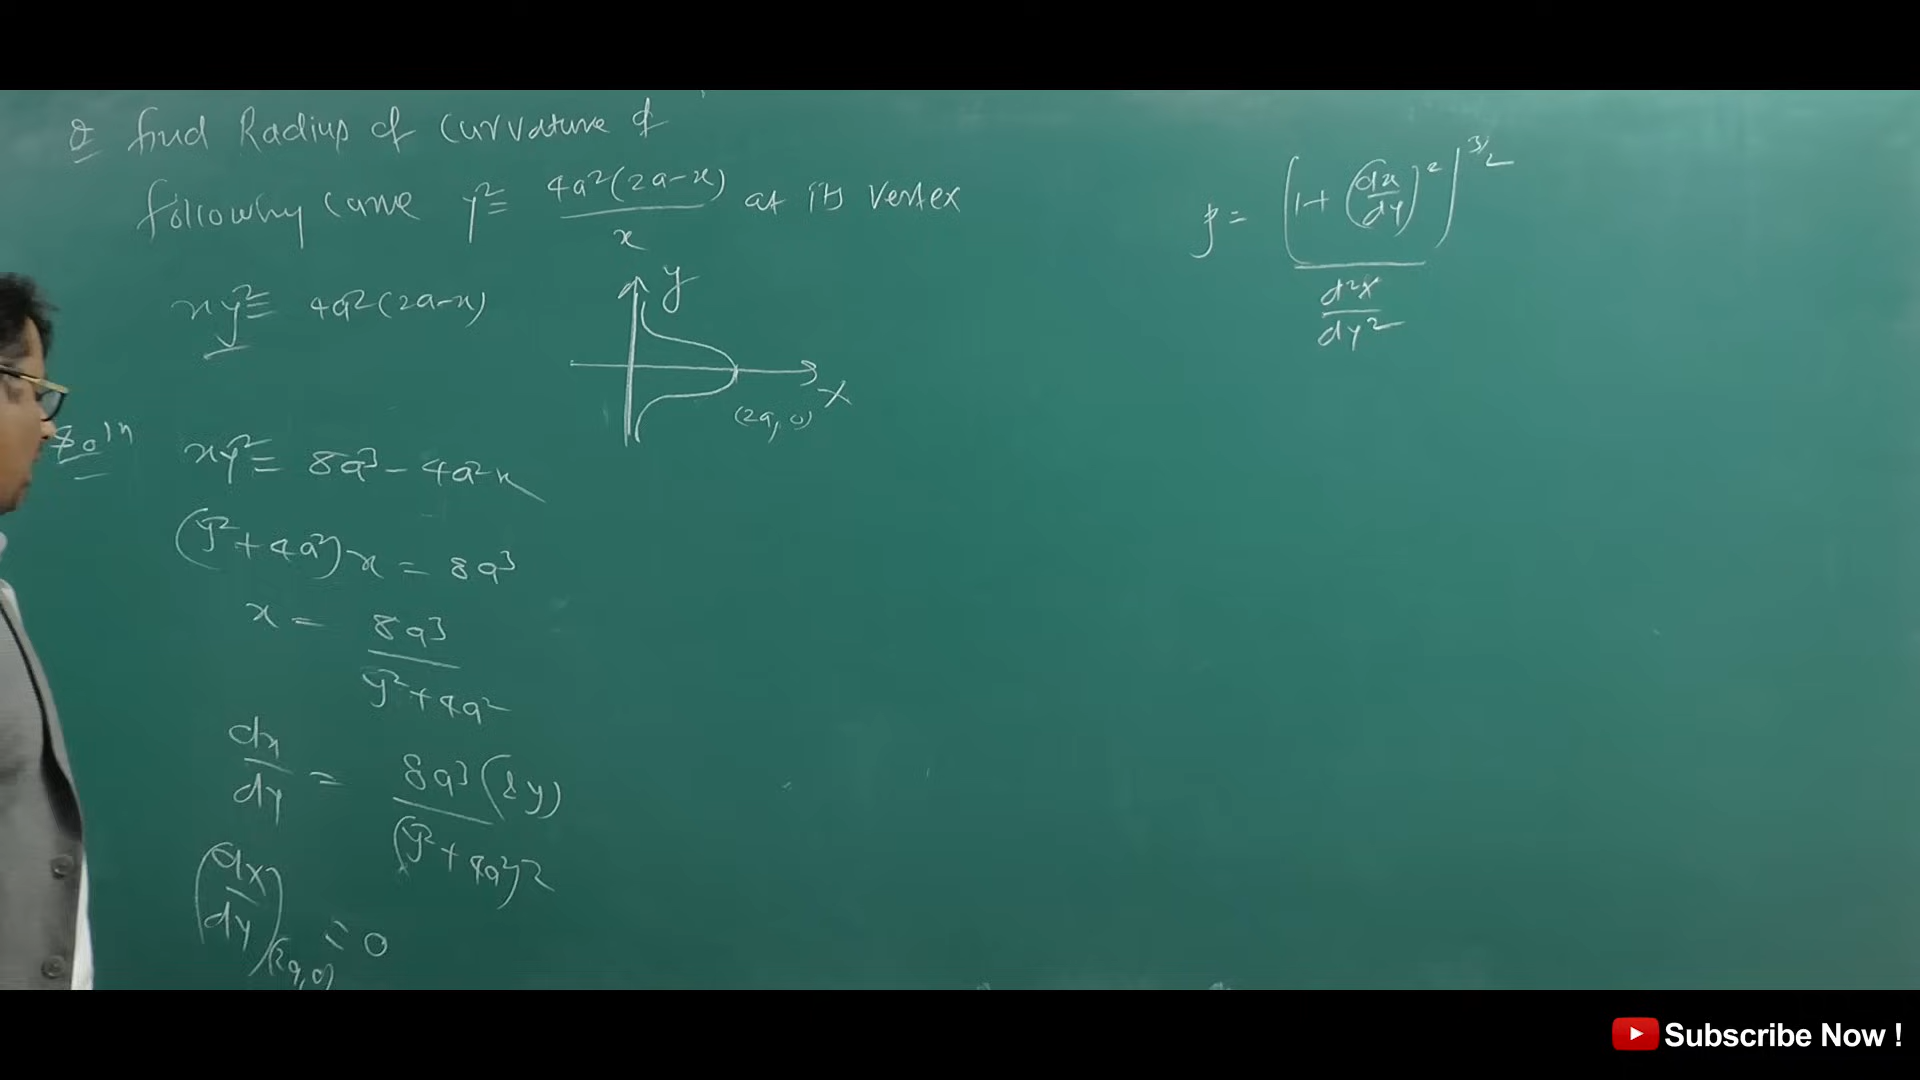 Q find Radius of Curvature of
following curve y² = 4a²(2a-x)/x at its vertex
xy² = 4a²(2a-x)
y
X
(2a, 0)
Soln
xy² = 8a³ - 4a²x
(y² + 4a²)x = 8a³
x = 8a³/(y² + 4a²)
dx/dy = 8a³(2y)/(y² + 4a²)²
(dx/dy)(2a,0) = 0
ρ = [1 + (dx/dy)²]^3/2 / (d²x/dy²)
Subscribe Now !